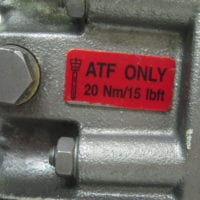 ATF ONLY
20 Nm/15 lbft